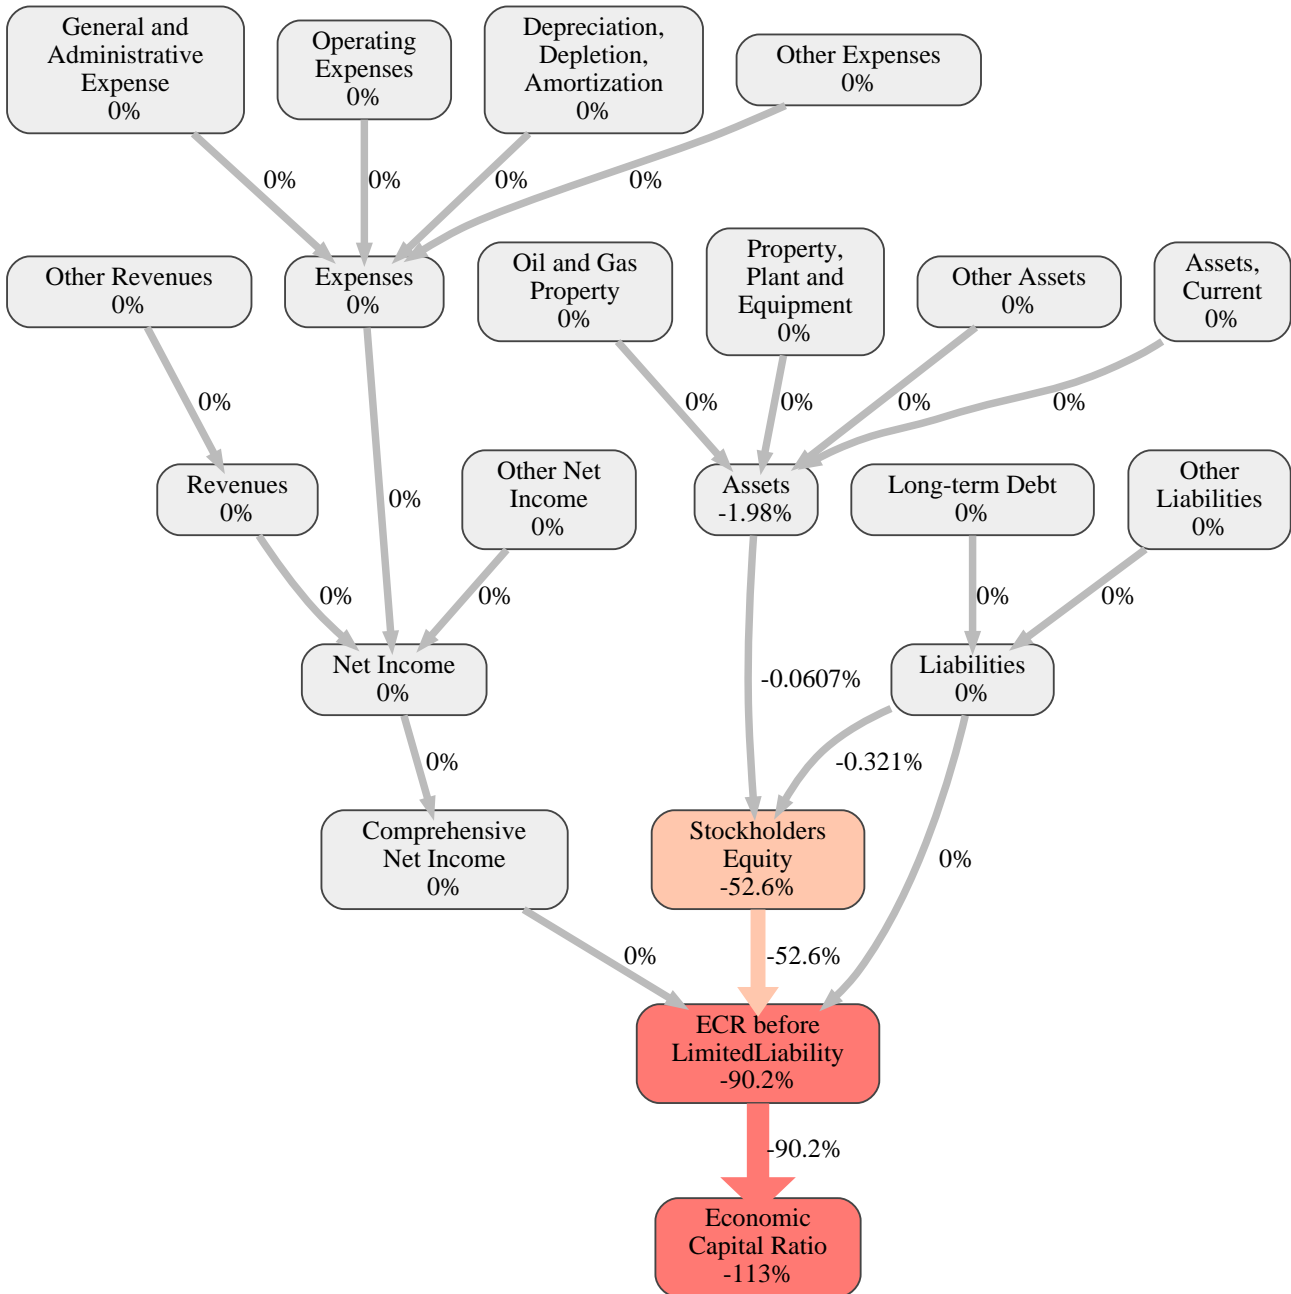 General and
Administrative
Expense
0%
Operating
Expenses
0%
Depreciation,
Depletion,
Amortization
0%
Other Expenses
0%
0%
0%
0%
0%
Other Revenues
0%
Expenses
0%
Oil and Gas
Property
0%
Property,
Plant and
Equipment
0%
Other Assets
0%
Assets,
Current
0%
0%
0%
0%
0%
0%
Revenues
0%
0%
Other Net
Income
0%
Assets
-1.98%
Long-term Debt
0%
Other
Liabilities
0%
0%
0%
0%
0%
Net Income
0%
-0.0607%
Liabilities
0%
0%
-0.321%
Comprehensive
Net Income
0%
Stockholders
Equity
-52.6%
0%
0%
-52.6%
ECR before
LimitedLiability
-90.2%
-90.2%
Economic
Capital Ratio
-113%